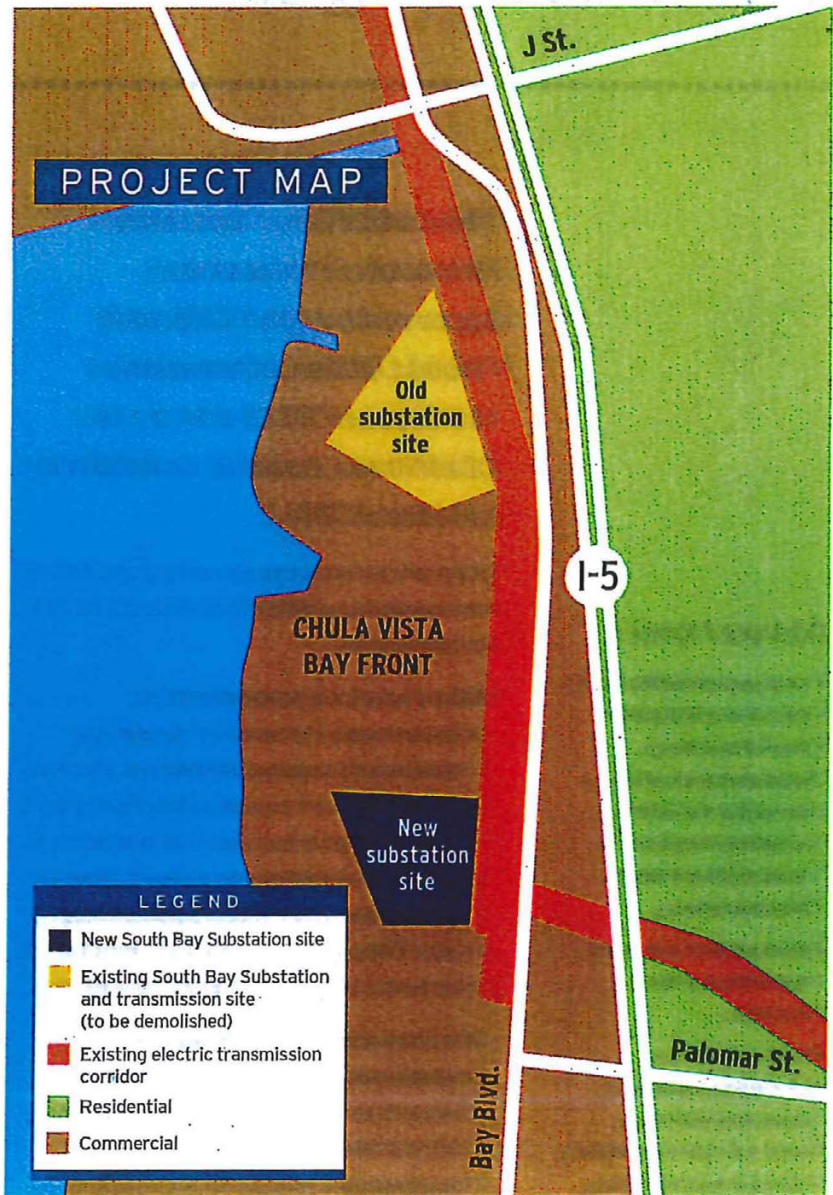 J St.
PROJECT MAP
Old
substation
site
I-5
CHULA VISTA
BAY FRONT
New
substation
site
LEGEND
New South Bay Substation site
Existing South Bay Substation
and transmission site
(to be demolished)
Existing electric transmission
corridor
Residential
Commercial
Palomar St.
Bay Blvd.